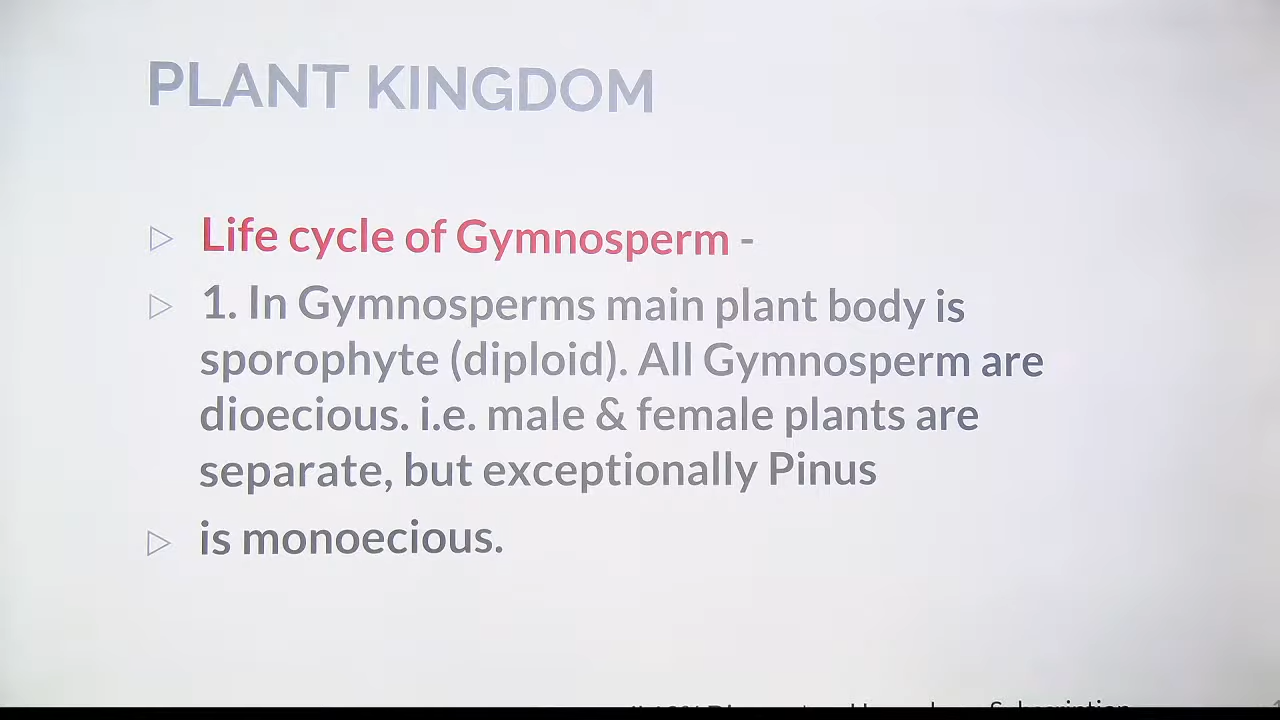 PLANT KINGDOM
Life cycle of Gymnosperm -
1. In Gymnosperms main plant body is
sporophyte (diploid). All Gymnosperm are
dioecious. i.e. male & female plants are
separate, but exceptionally Pinus
is monoecious.
Subscription